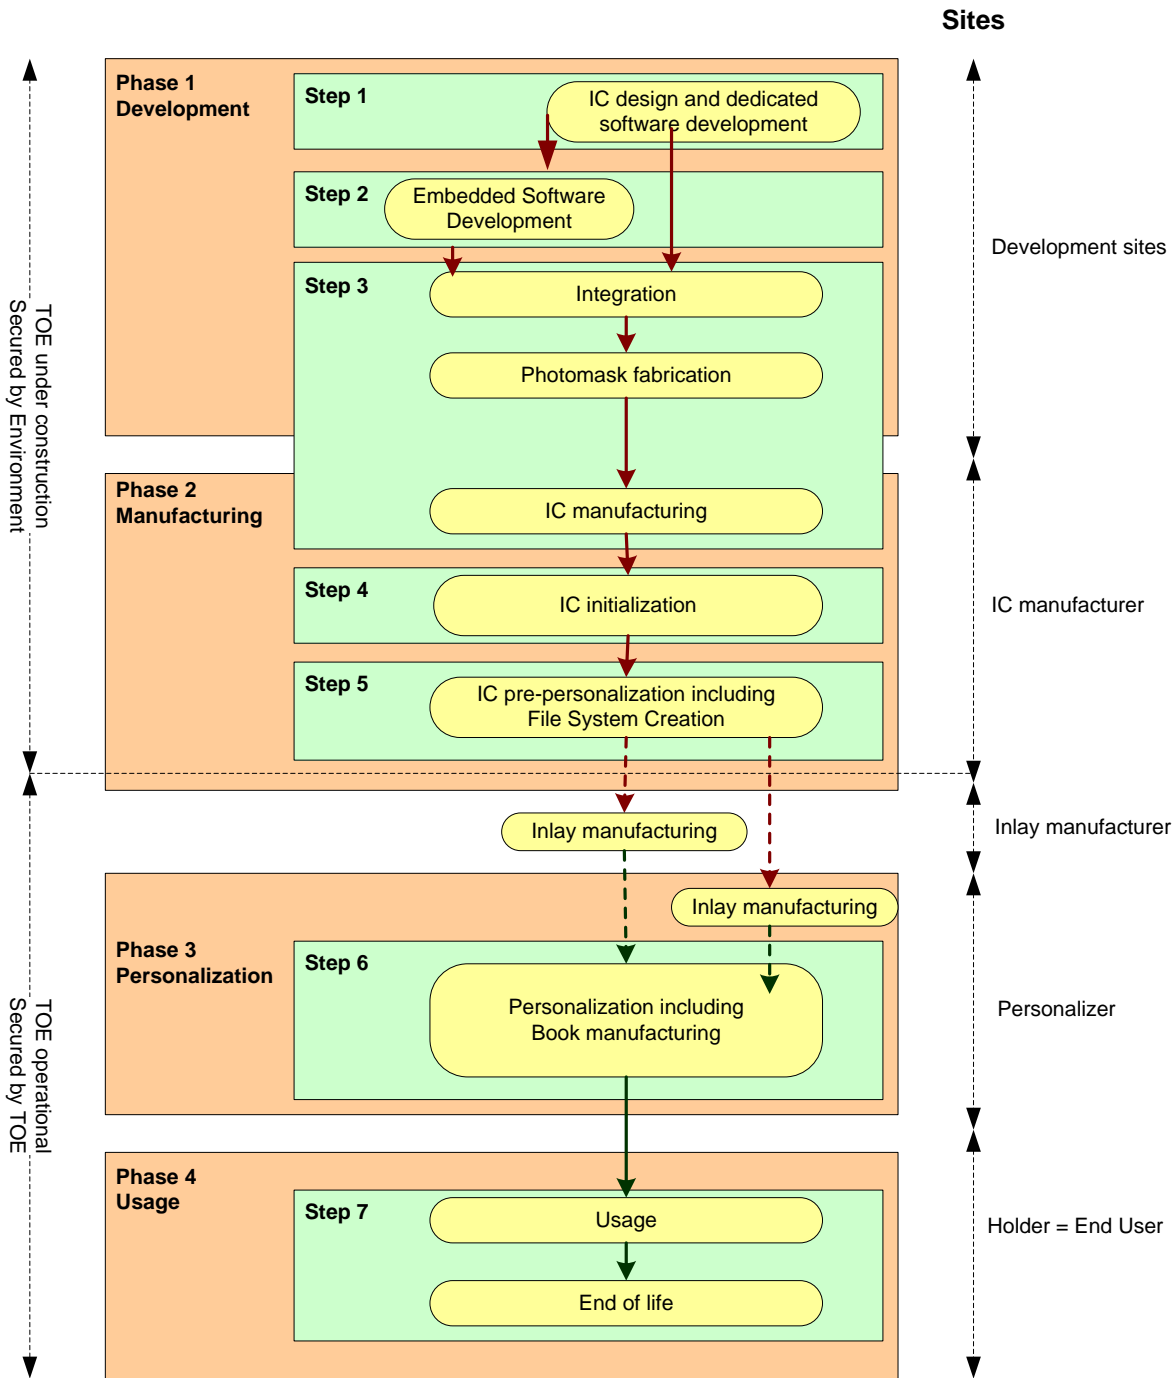 Sites
Phase 1
Development
Step 1
IC design and dedicated
software development
Step 2
Embedded Software
Development
Development sites
Step 3
Integration
Photomask fabrication
TOE under construction
Secured by Environment
Phase 2
Manufacturing
IC manufacturing
Step 4
IC initialization
IC manufacturer
Step 5
IC pre-personalization including
File System Creation
Inlay manufacturing
Inlay manufacturer
Inlay manufacturing
Phase 3
Personalization
Step 6
Personalization including
Book manufacturing
Personalizer
TOE operational
Secured by TOE
Phase 4
Usage
Step 7
Usage
Holder = End User
End of life